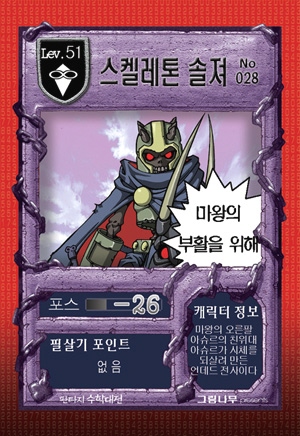 Lev.51
스켈레톤 솔져
No
028
마왕의
부활을 위해
포스
-26
필살기 포인트
없음
캐릭터 정보
마왕의 오른팔
아슈르의 친위대
아슈르가 시체를
되살려 만든
언데드 전사이다
판타지 수학대전
그림나무 presents